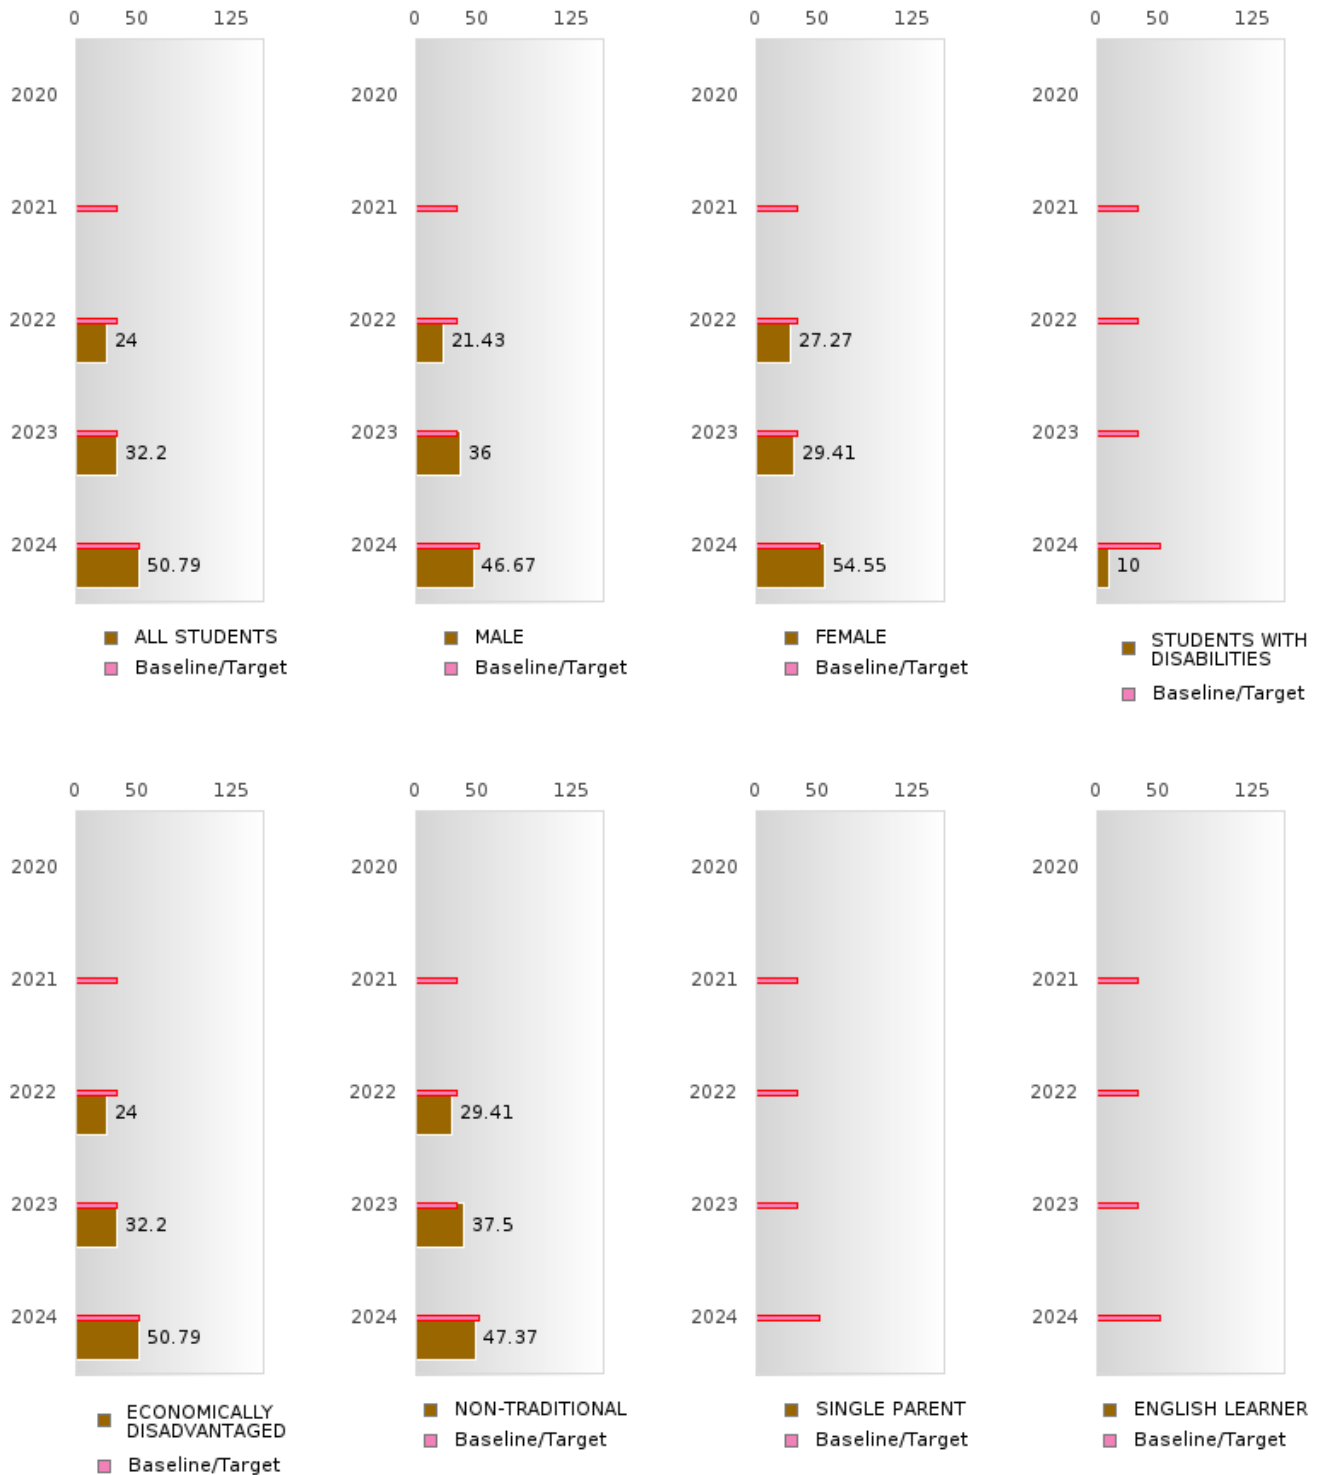 0 50 125
2020
2021
2022
24
2023
32.2
2024
50.79
ALL STUDENTS
Baseline/Target
0 50 125
2020
2021
2022
21.43
2023
36
2024
46.67
MALE
Baseline/Target
0 50 125
2020
2021
2022
27.27
2023
29.41
2024
54.55
FEMALE
Baseline/Target
0 50 125
2020
2021
2022
2023
2024
10
STUDENTS WITH
DISABILITIES
Baseline/Target
0 50 125
2020
2021
2022
24
2023
32.2
2024
50.79
ECONOMICALLY
DISADVANTAGED
Baseline/Target
0 50 125
2020
2021
2022
29.41
2023
37.5
2024
47.37
NON-TRADITIONAL
Baseline/Target
0 50 125
2020
2021
2022
2023
2024
SINGLE PARENT
Baseline/Target
0 50 125
2020
2021
2022
2023
2024
ENGLISH LEARNER
Baseline/Target